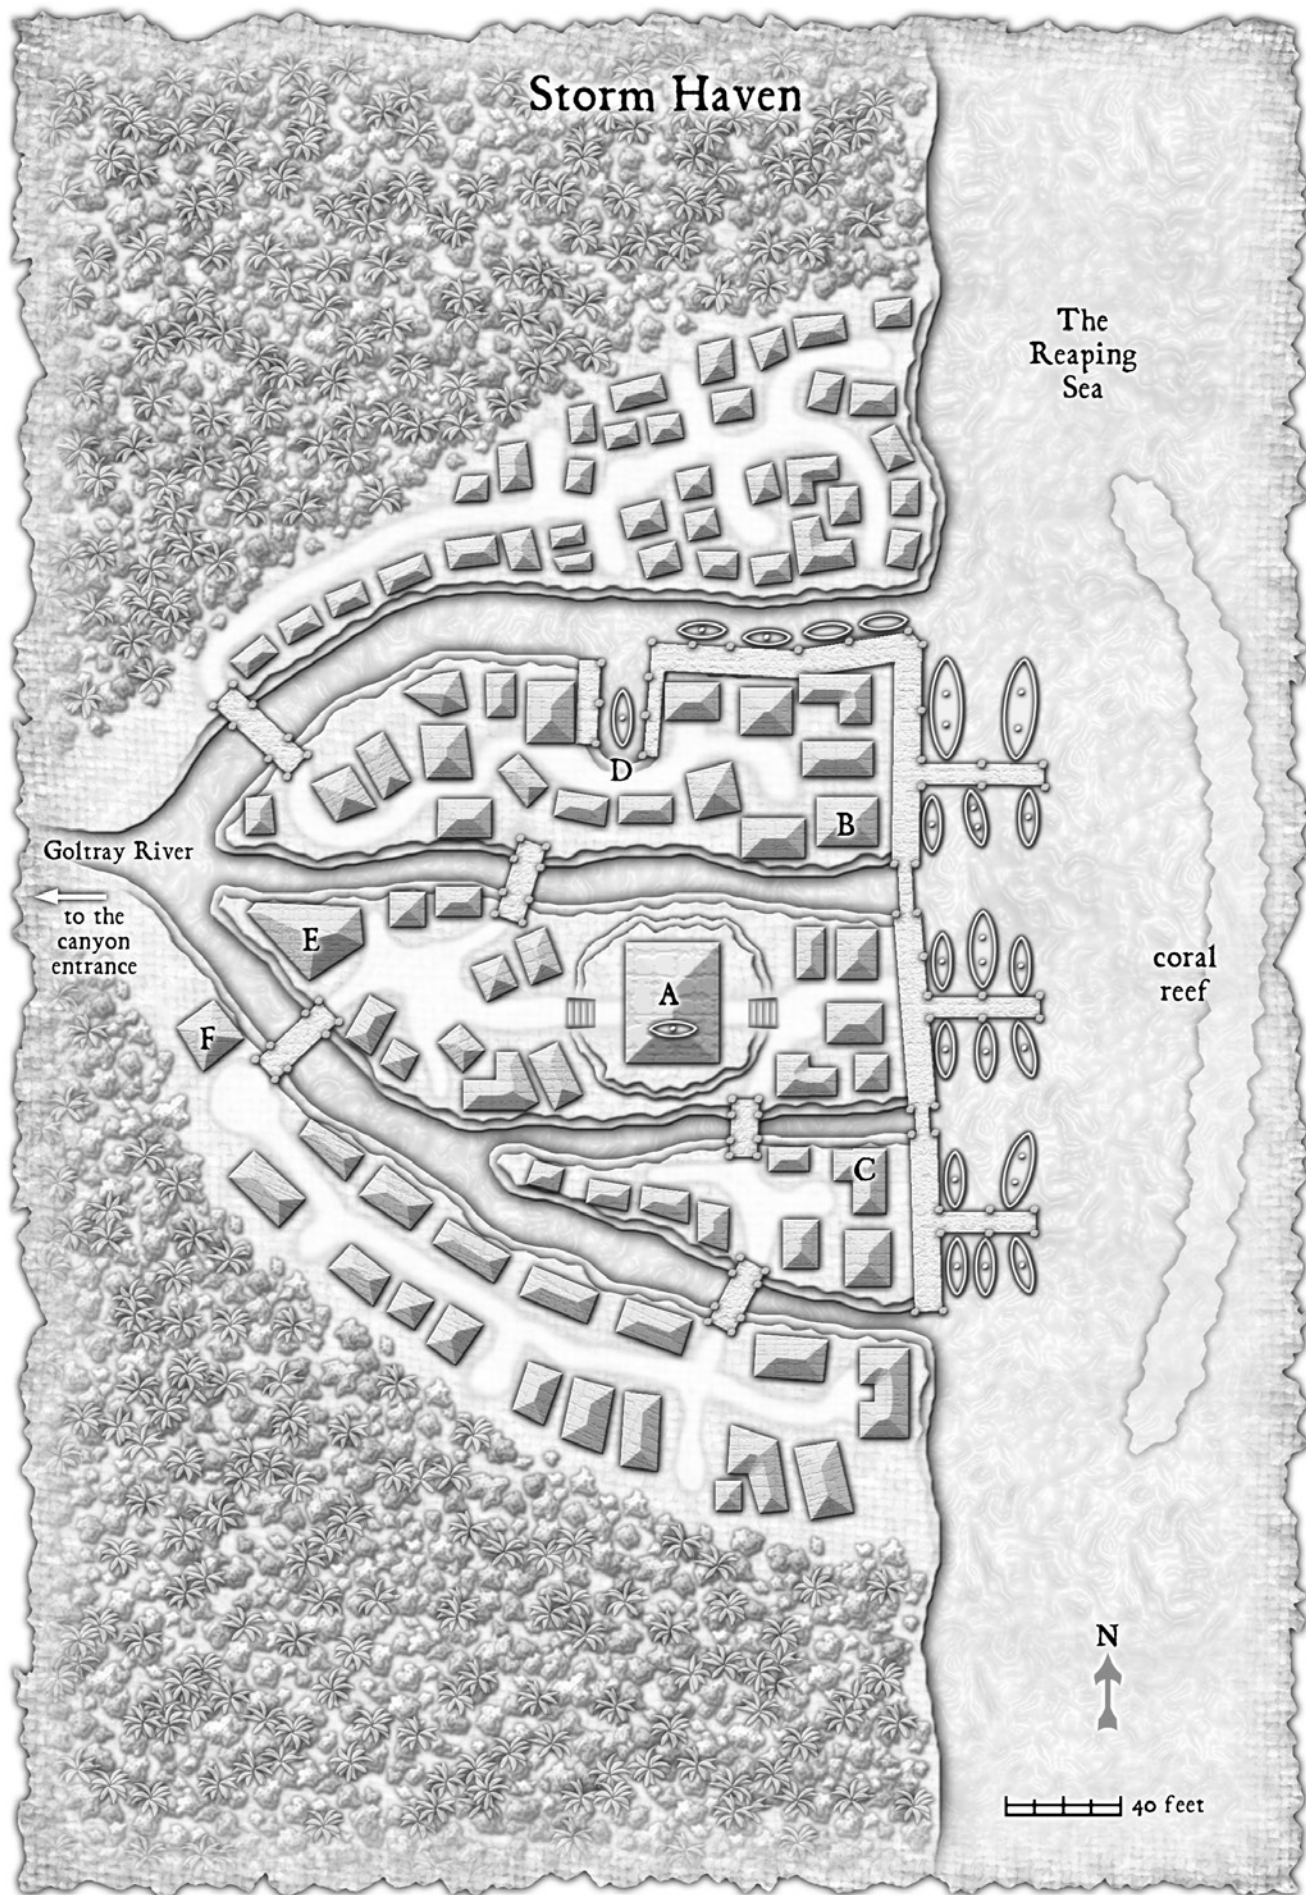 Storm Haven
The
Reaping
Sea
D
B
Goltray River
to the
canyon
entrance
E
A
coral
reef
F
C
N
40 feet